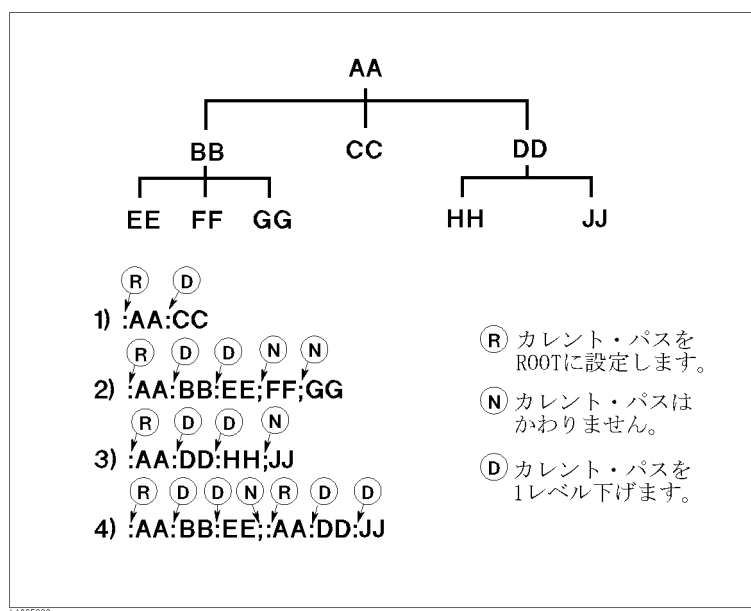 AA
BB CC DD
EE FF GG HH JJ
R D
1) :AA:CC
R D D N N
2) :AA:BB:EE;FF;GG
R D D N
3) :AA:DD:HH;JJ
R D D N R D D
4) :AA:BB:EE;:AA:DD:JJ
R カレント・パスを
ROOTに設定します。
N カレント・パスは
かわりません。
D カレント・パスを
1レベル下げます。